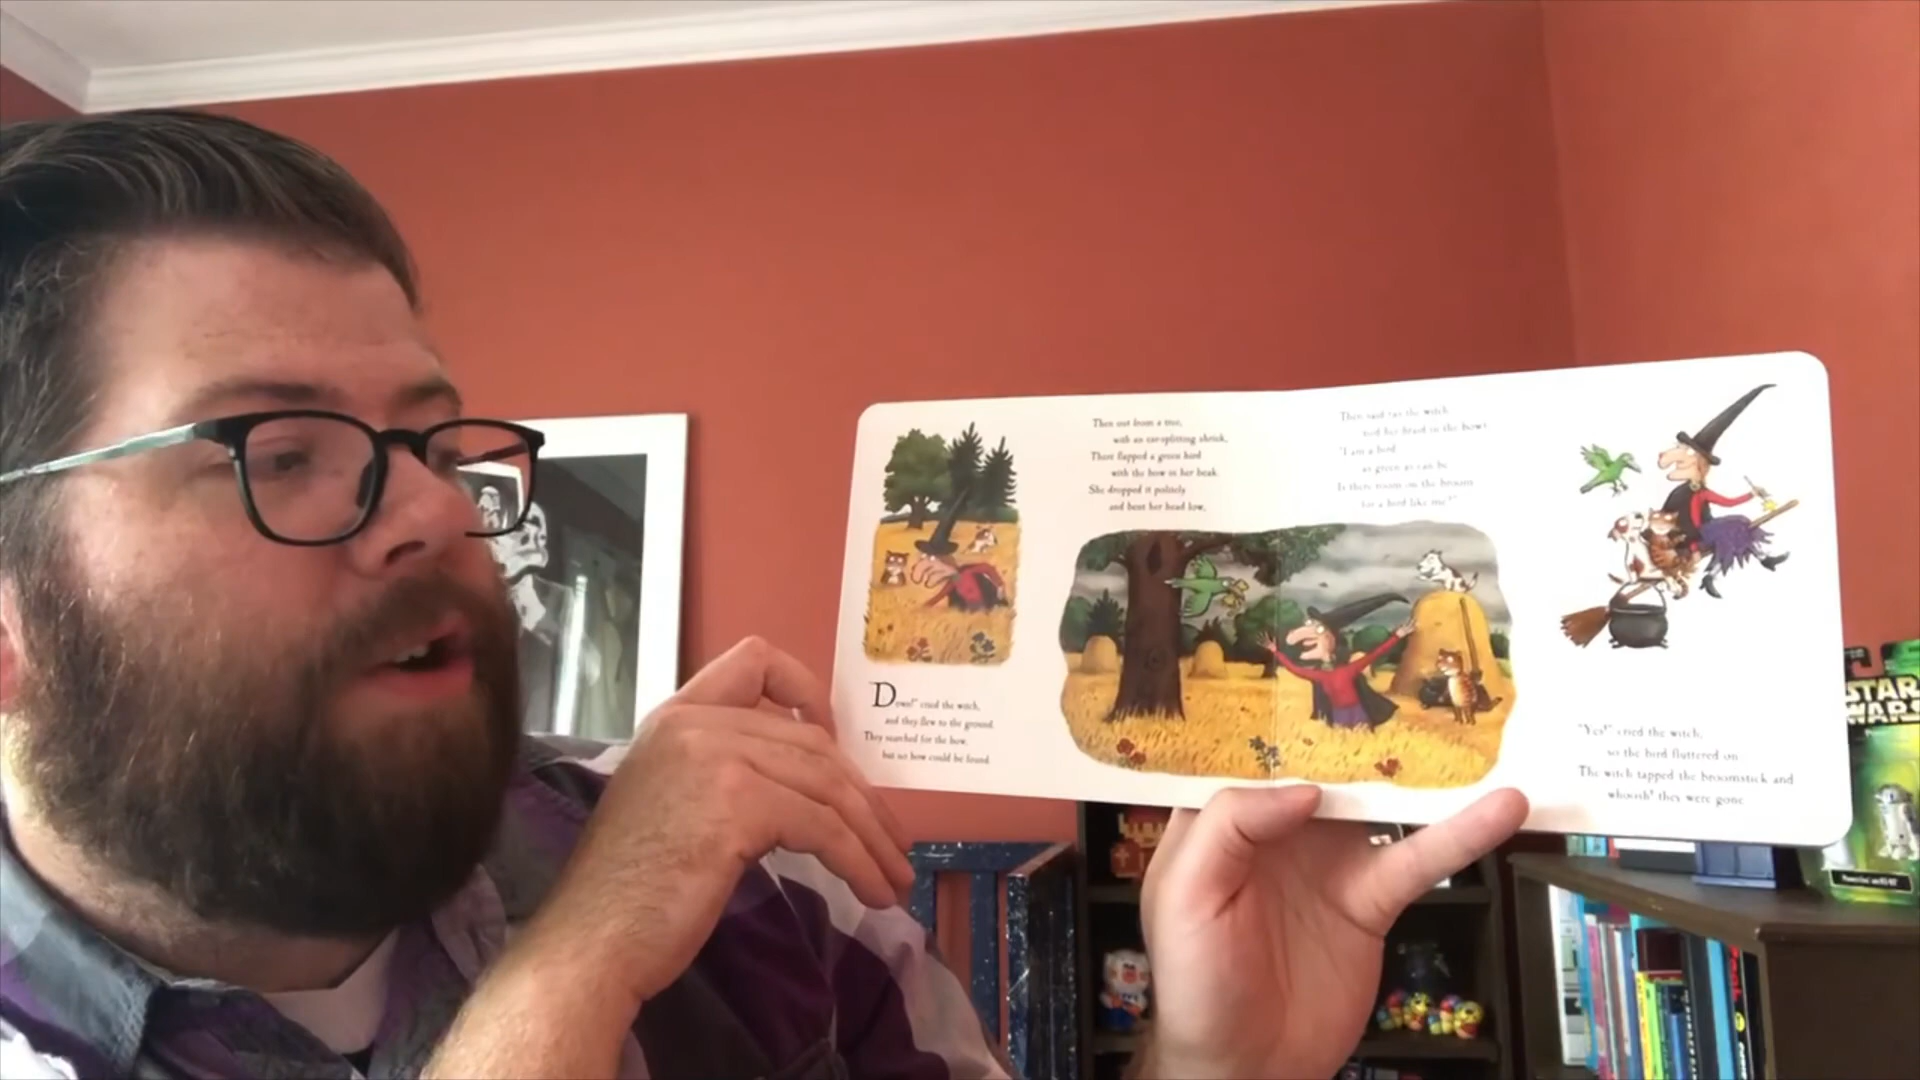 "Down!" cried the witch,
and they flew to the ground.
They searched for the bow,
but no bow could be found.
Then out from a tree,
with an ear-splitting shriek,
There flapped a green bird
with the bow in her beak.
She dropped it politely
and bent her head low,
Then said (as the witch
tied her braid in the bow)
"I am a bird
as green as can be.
Is there room on the broom
for a bird like me?"
"Yes!" cried the witch,
so the bird fluttered on.
The witch tapped the broomstick and
whoosh! they were gone.
STAR
WARS